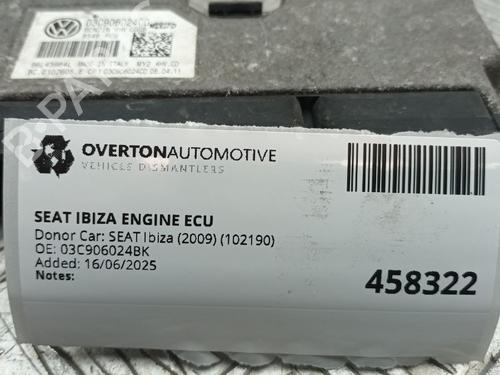 03C906024CD
OVERTONAUTOMOTIVE
VEHICLE DISMANTLERS
SEAT IBIZA ENGINE ECU
Donor Car: SEAT Ibiza (2009) (102190)
OE: 03C906024BK
Added: 16/06/2025
Notes:
458322